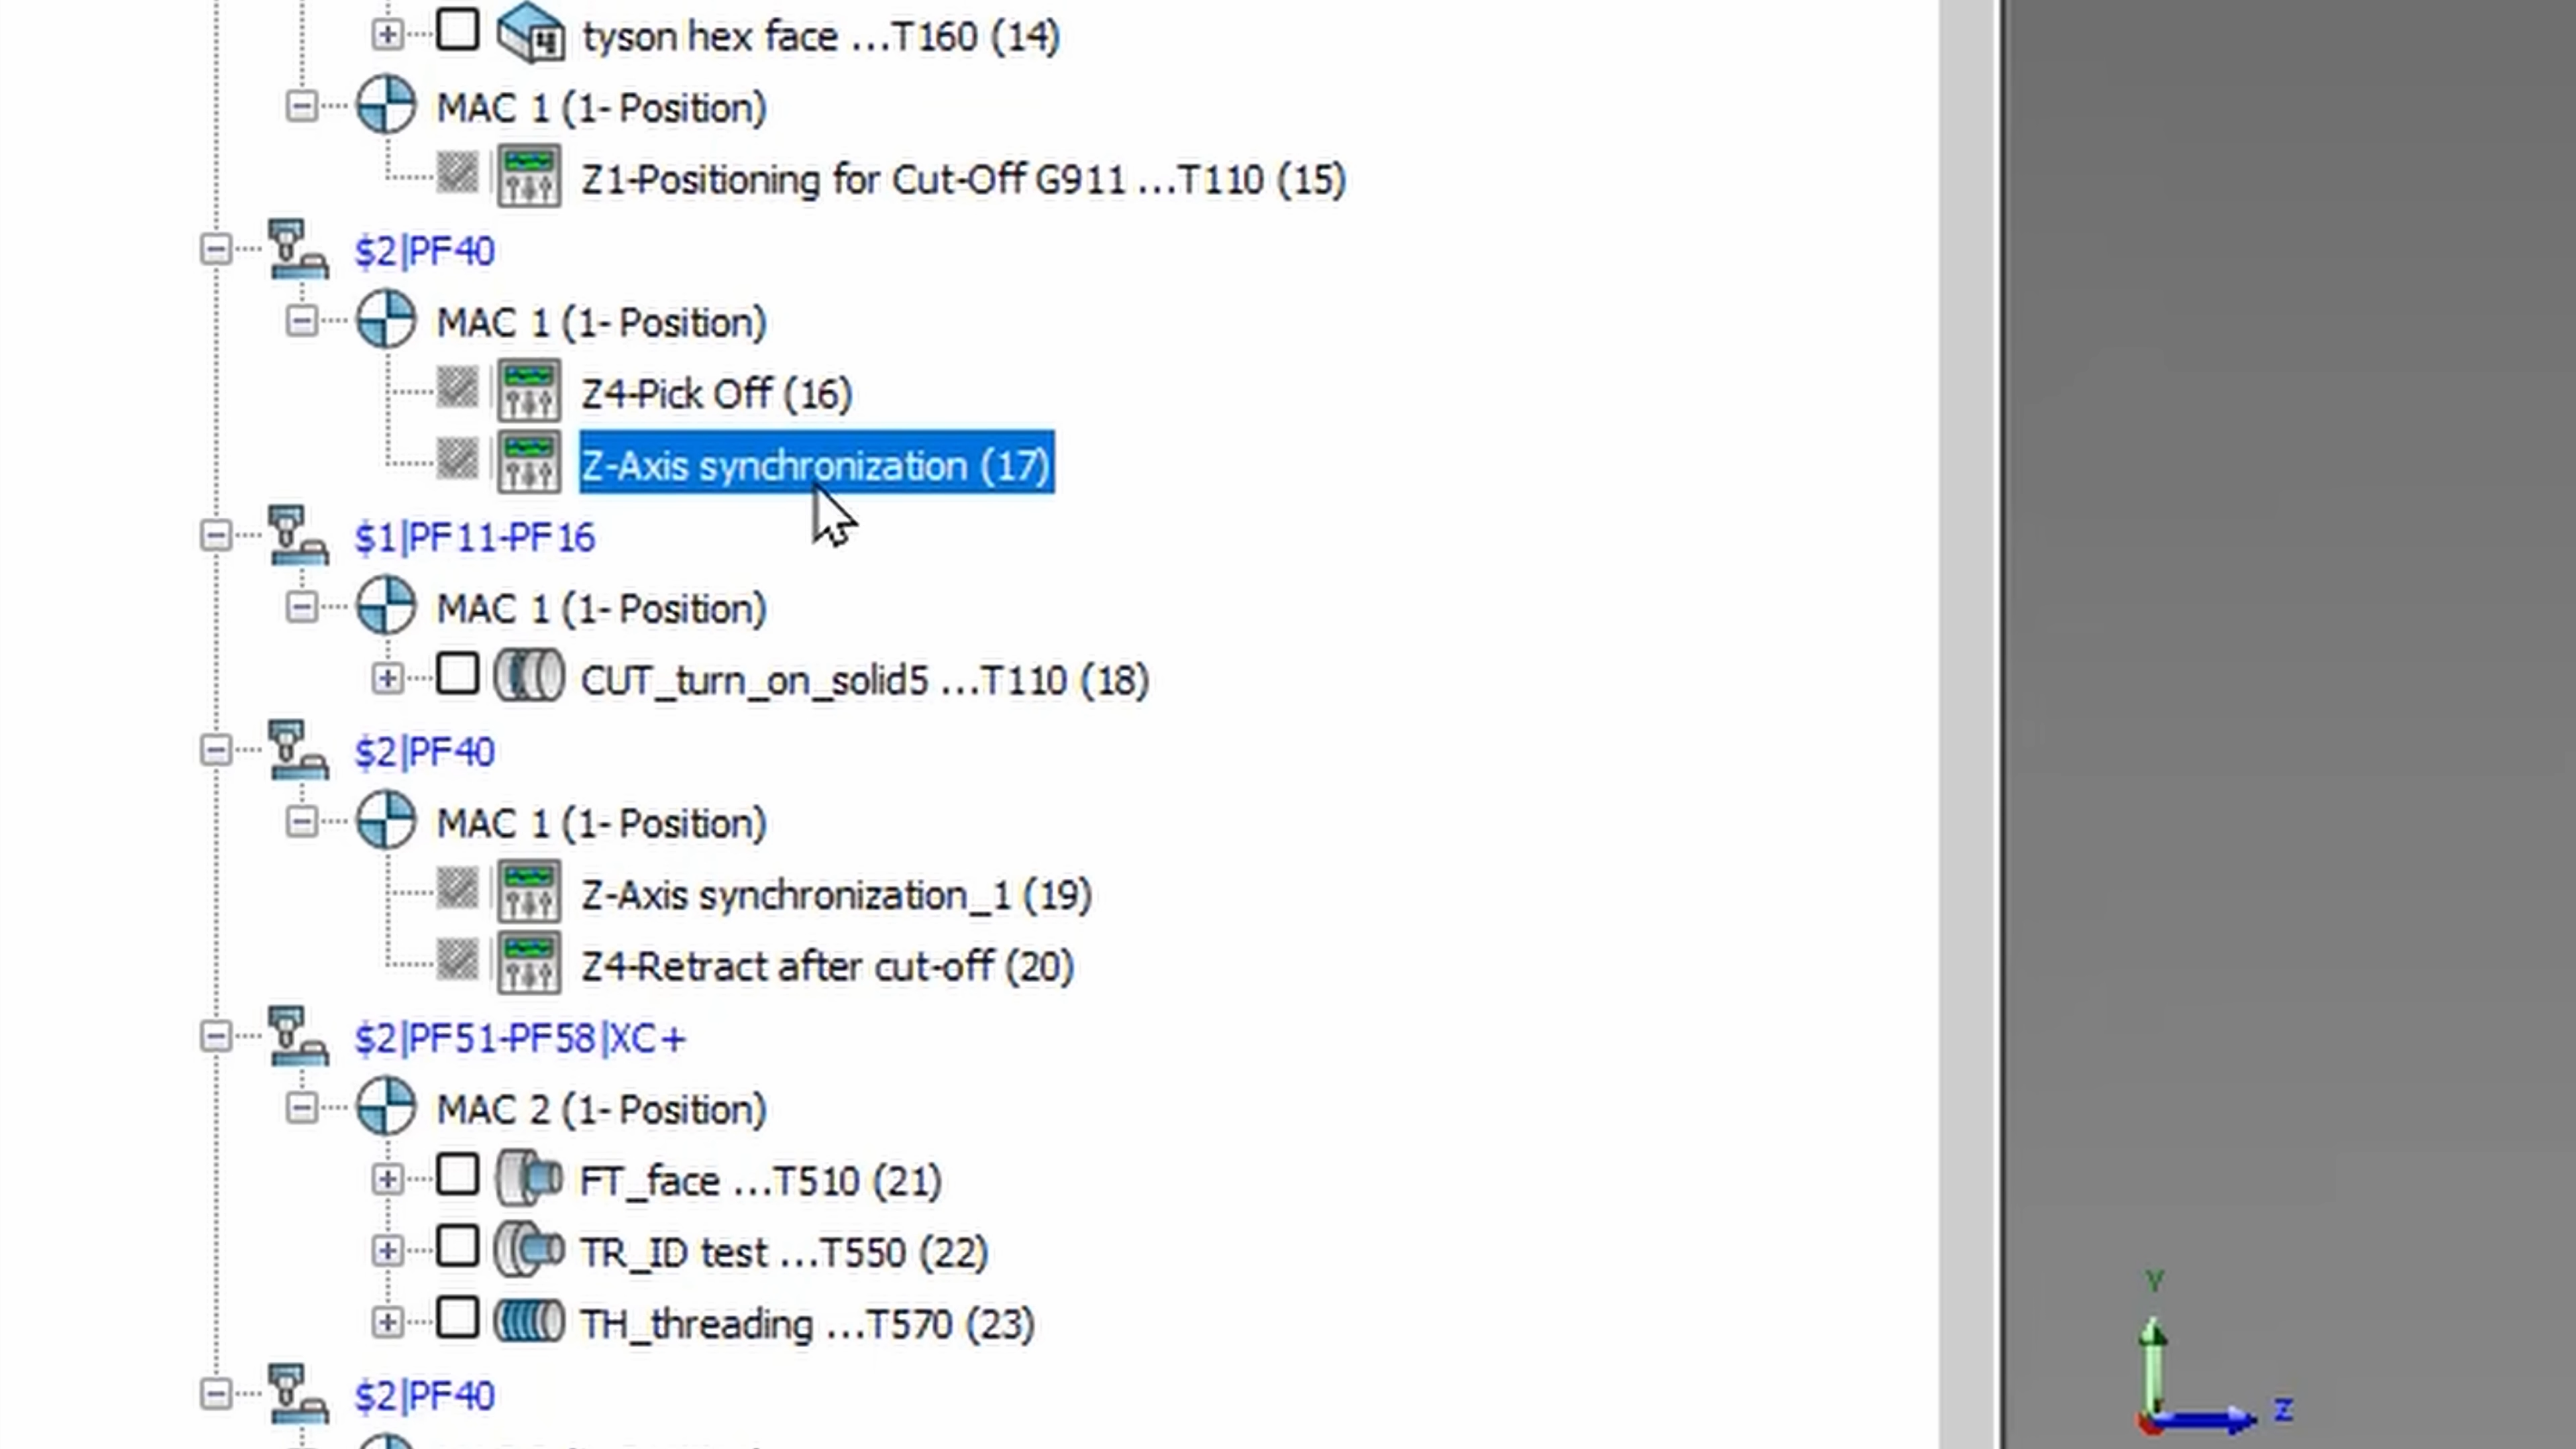 tyson hex face ...T160 (14)
MAC 1 (1- Position)
Z1-Positioning for Cut-Off G911 ...T110 (15)
$2|PF40
MAC 1 (1- Position)
Z4-Pick Off (16)
Z-Axis synchronization (17)
$1|PF11-PF16
MAC 1 (1- Position)
CUT_turn_on_solid5 ...T110 (18)
$2|PF40
MAC 1 (1- Position)
Z-Axis synchronization_1 (19)
Z4-Retract after cut-off (20)
$2|PF51-PF58|XC+
MAC 2 (1- Position)
FT_face ...T510 (21)
TR_ID test ...T550 (22)
TH_threading ...T570 (23)
$2|PF40
Y
Z